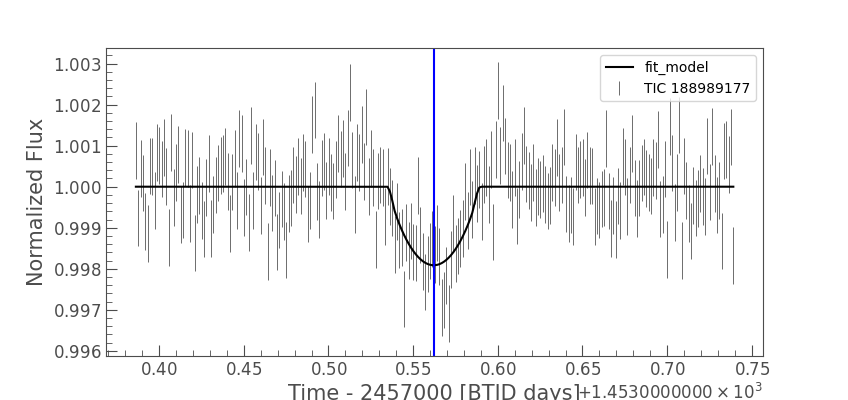 1.003
1.002
1.001
1.000
0.999
0.998
0.997
0.996
Normalized Flux
fit_model
TIC 188989177
0.40 0.45 0.50 0.55 0.60 0.65 0.70 0.75
Time - 2457000 [BTJD days]
+1.4530000000 × 10³